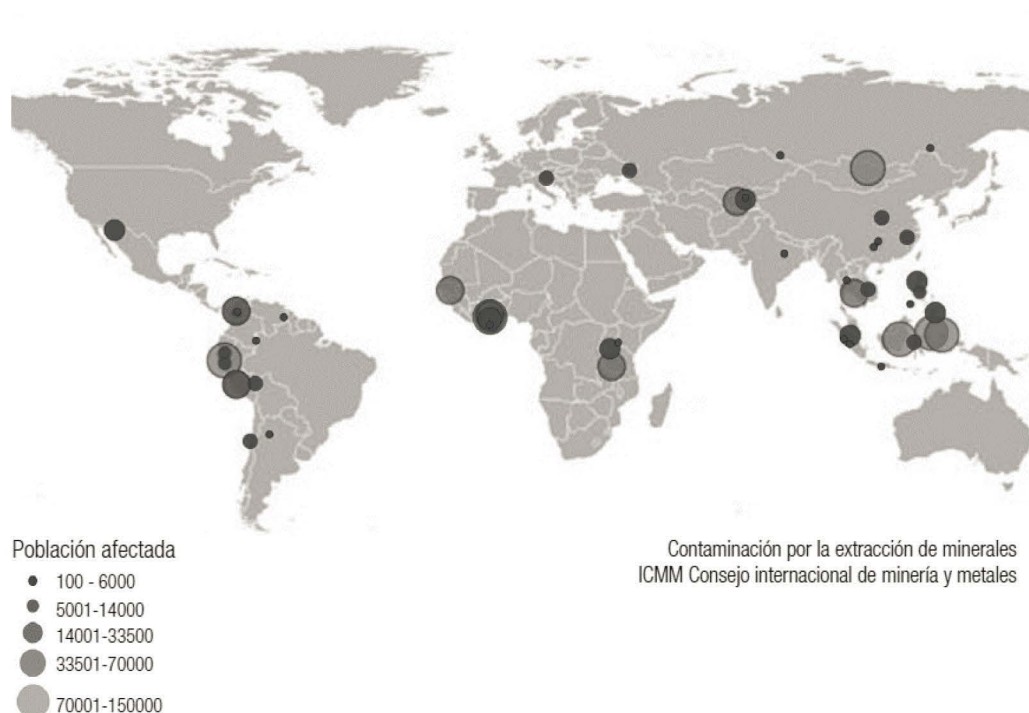 Población afectada
100 - 6000
5001-14000
14001-33500
33501-70000
70001-150000
Contaminación por la extracción de minerales
ICMM Consejo internacional de minería y metales